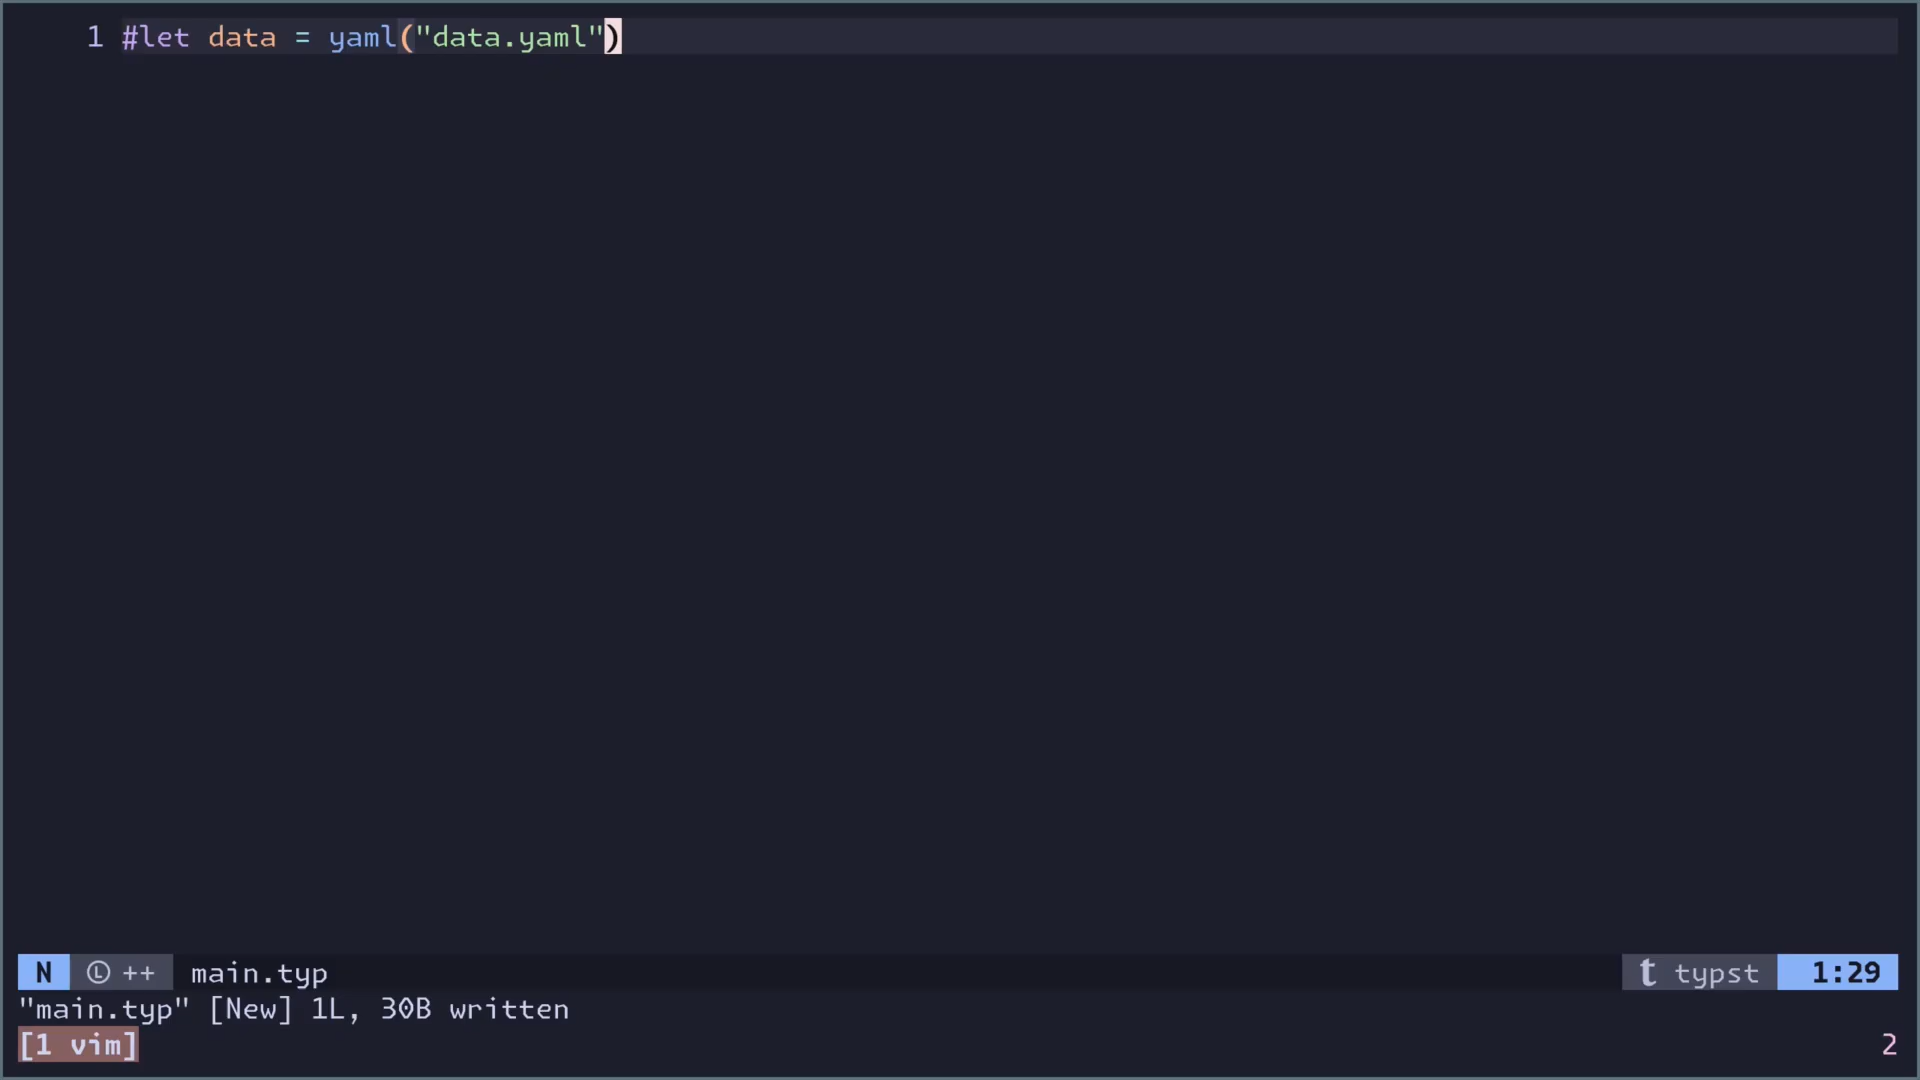 1 #let data = yaml("data.yaml")
N Ⓛ ++ main.typ t typst 1:29
"main.typ" [New] 1L, 30B written
[1 vim] 2